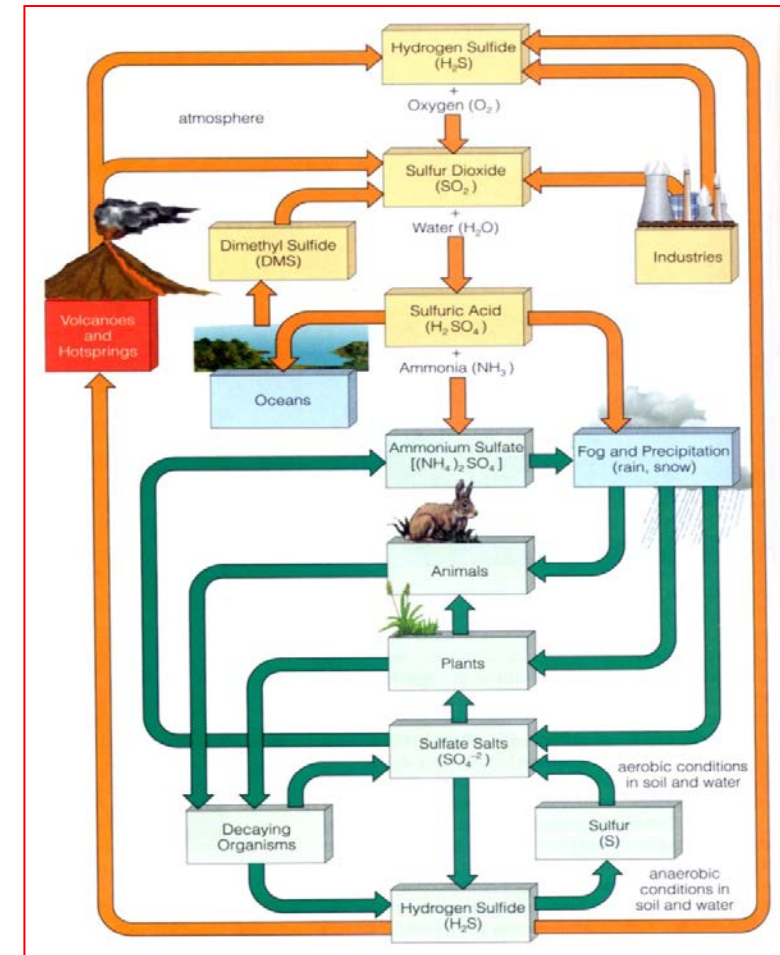 Hydrogen Sulfide
(H₂S)
+
Oxygen (O₂)
atmosphere
Sulfur Dioxide
(SO₂)
+
Water (H₂O)
Dimethyl Sulfide
(DMS)
Industries
Sulfuric Acid
(H₂SO₄)
+
Ammonia (NH₃)
Volcanoes
and
Hotsprings
Oceans
Ammonium Sulfate
[(NH₄)₂SO₄]
Fog and Precipitation
(rain, snow)
Animals
Plants
Sulfate Salts
(SO₄⁻²)
aerobic conditions
in soil and water
Decaying
Organisms
Sulfur
(S)
anaerobic
conditions in
soil and water
Hydrogen Sulfide
(H₂S)